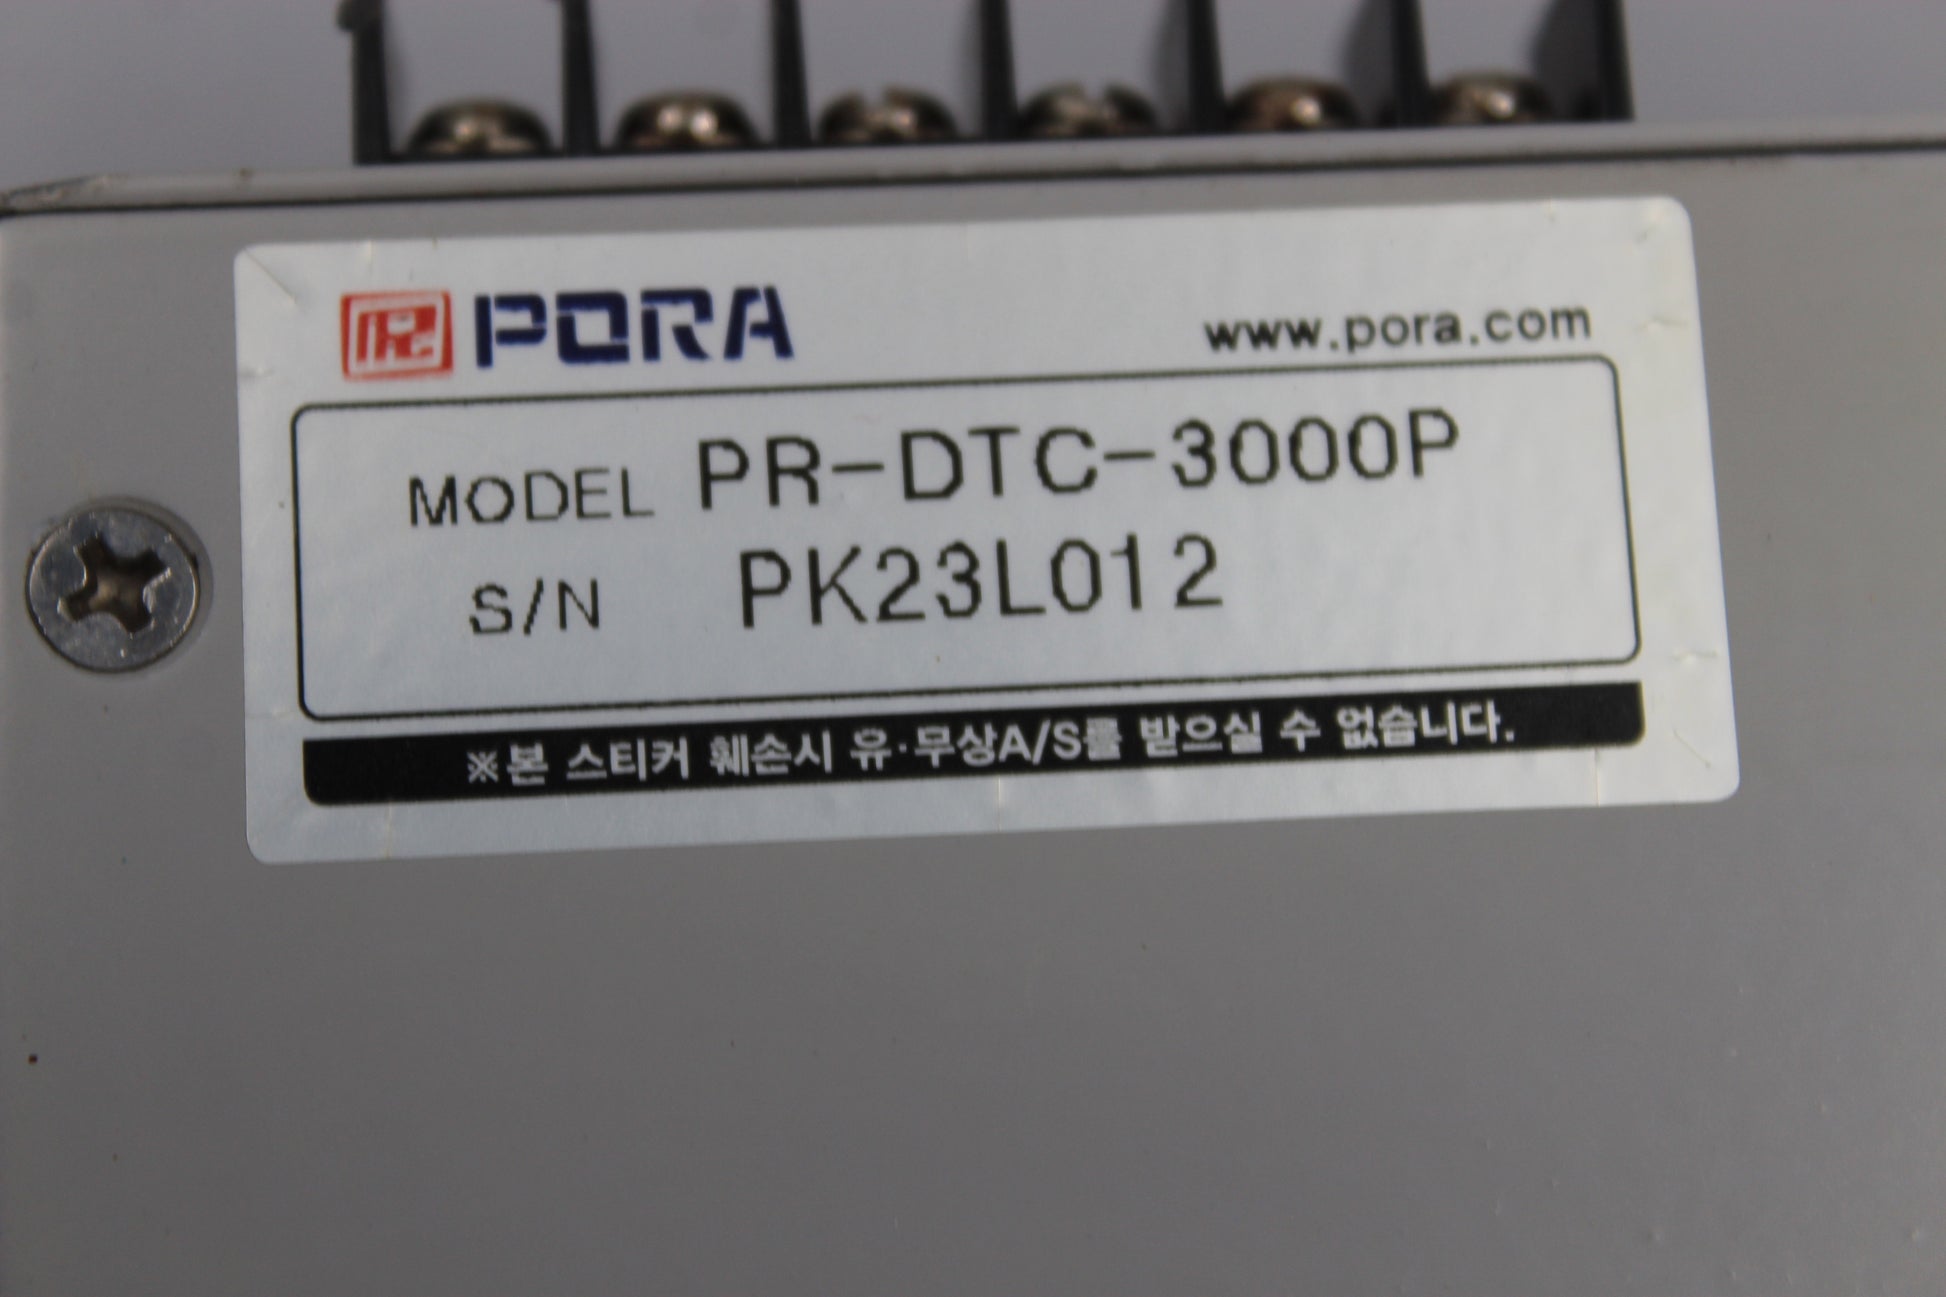 PORA
www.pora.com
MODEL PR-DTC-3000P
S/N PK23L012
※본 스티커 훼손시 유·무상A/S를 받으실 수 없습니다.